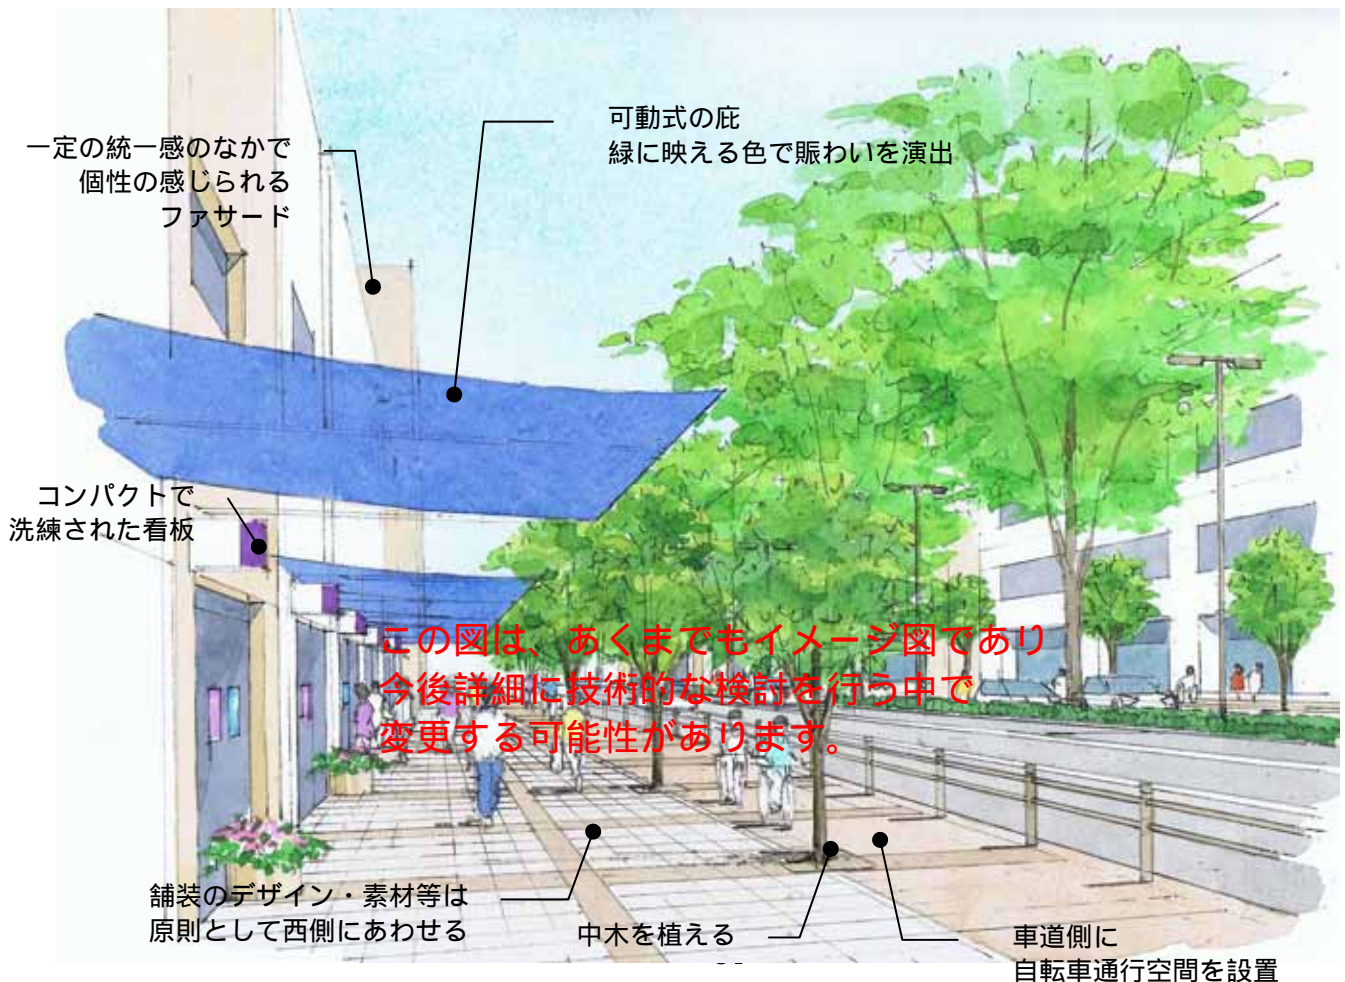 可動式の庇
緑に映える色で賑わいを演出
一定の統一感のなかで
個性の感じられる
ファサード
コンパクトで
洗練された看板
この図は、あくまでもイメージ図であり
今後詳細に技術的な検討を行う中で
変更する可能性があります。
舗装のデザイン・素材等は
原則として西側にあわせる
中木を植える
車道側に
自転車通行空間を設置